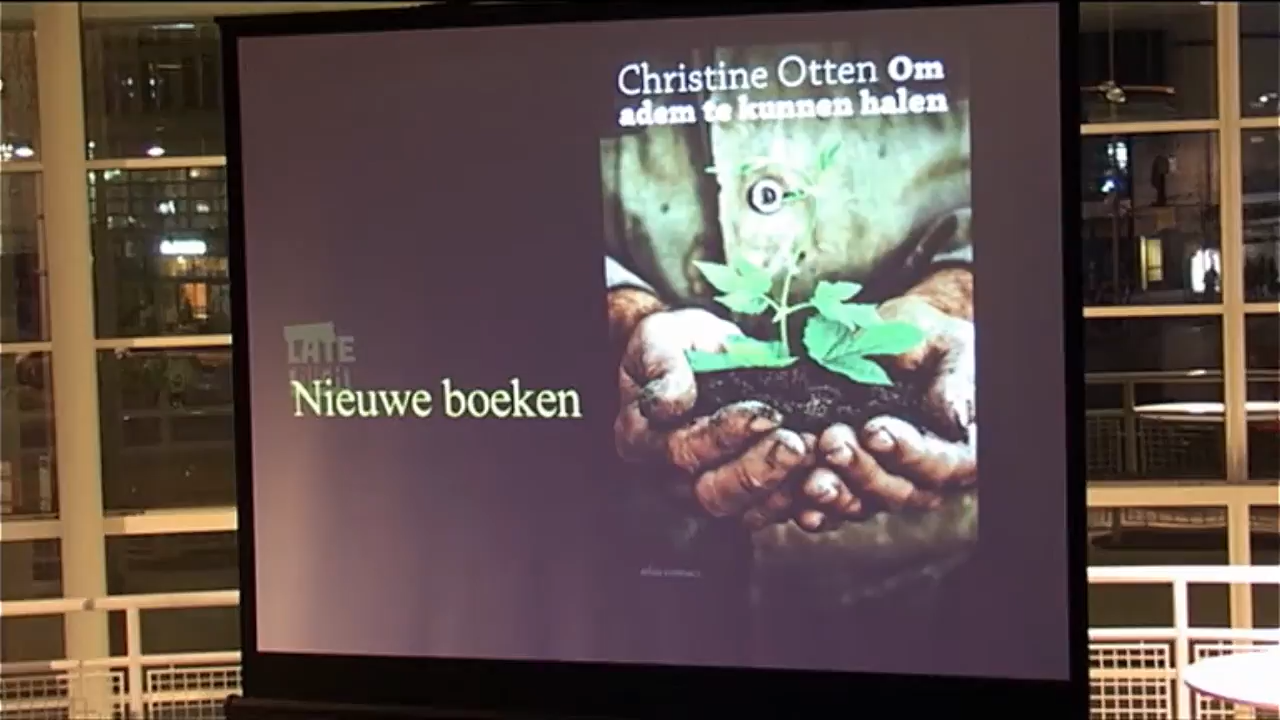 Christine Otten Om
adem te kunnen halen
D
LATE
Nieuwe boeken